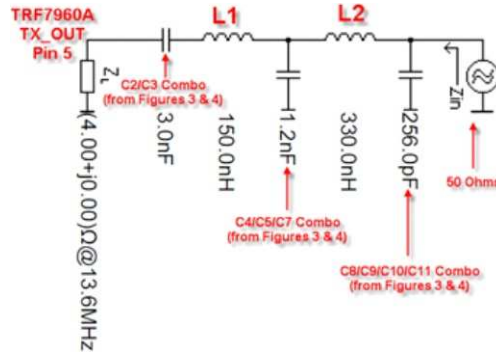 TRF7960A
TX_OUT
Pin 5
L1
L2
Z_L
C2/C3 Combo
(from Figures 3 & 4)
Zin
(4.00+j0.00)Ω@13.6MHz
3.0nF
150.0nH
1.2nF
330.0nH
256.0pF
50 Ohms
C4/C5/C7 Combo
(from Figures 3 & 4)
C8/C9/C10/C11 Combo
(from Figures 3 & 4)